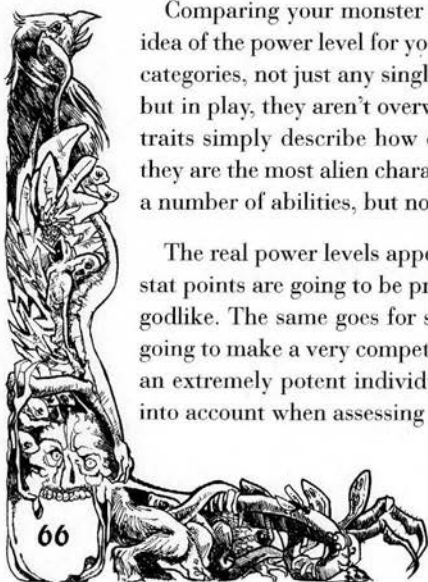 Comparing your monster
idea of the power level for yo
categories, not just any singl
but in play, they aren't overw
traits simply describe how
they are the most alien chara
a number of abilities, but no
The real power levels appe
stat points are going to be pr
godlike. The same goes for s
going to make a very compet
an extremely potent individu
into account when assessing
66